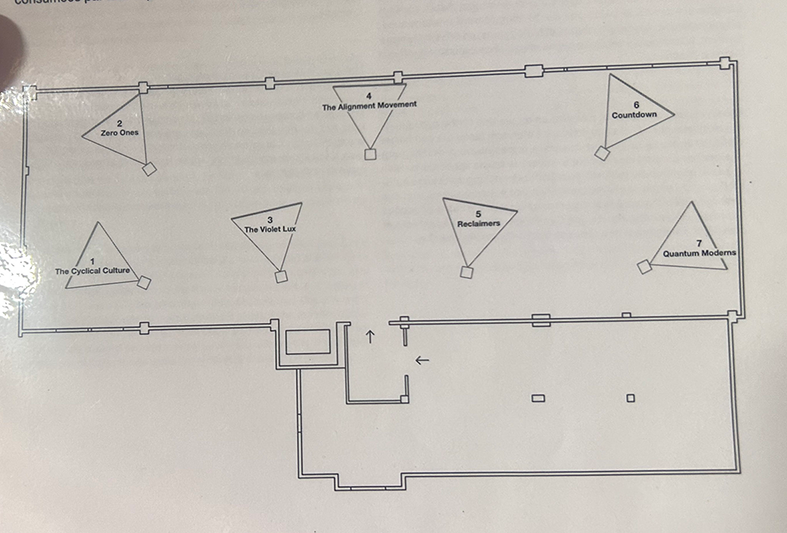 4
The Alignment Movement
6
Countdown
2
Zero Ones
3
The Violet Lux
5
Reclaimers
7
Quantum Moderns
1
The Cyclical Culture